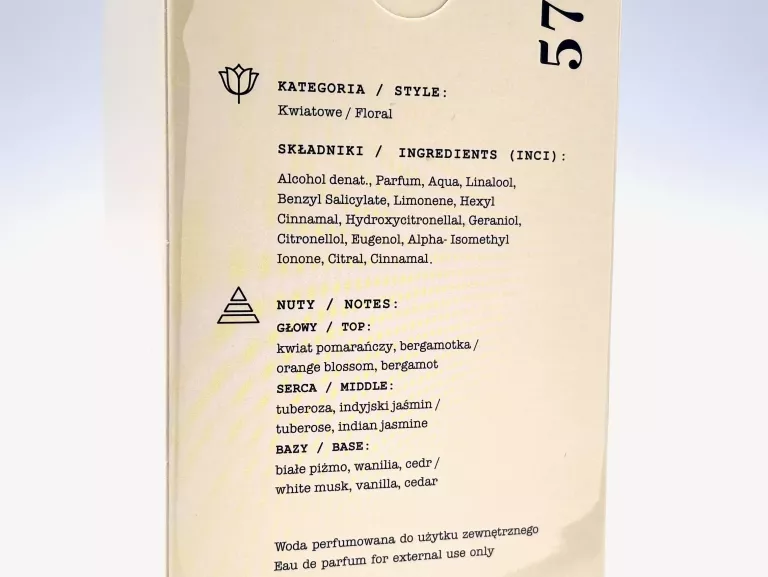 57
KATEGORIA / STYLE:
Kwiatowe / Floral
SKŁADNIKI / INGREDIENTS (INCI):
Alcohol denat., Parfum, Aqua, Linalool,
Benzyl Salicylate, Limonene, Hexyl
Cinnamal, Hydroxycitronellal, Geraniol,
Citronellol, Eugenol, Alpha- Isomethyl
Ionone, Citral, Cinnamal.
NUTY / NOTES:
GŁOWY / TOP:
kwiat pomarańczy, bergamotka /
orange blossom, bergamot
SERCA / MIDDLE:
tuberoza, indyjski jaśmin /
tuberose, indian jasmine
BAZY / BASE:
białe piżmo, wanilia, cedr /
white musk, vanilla, cedar
Woda perfumowana do użytku zewnętrznego
Eau de parfum for external use only